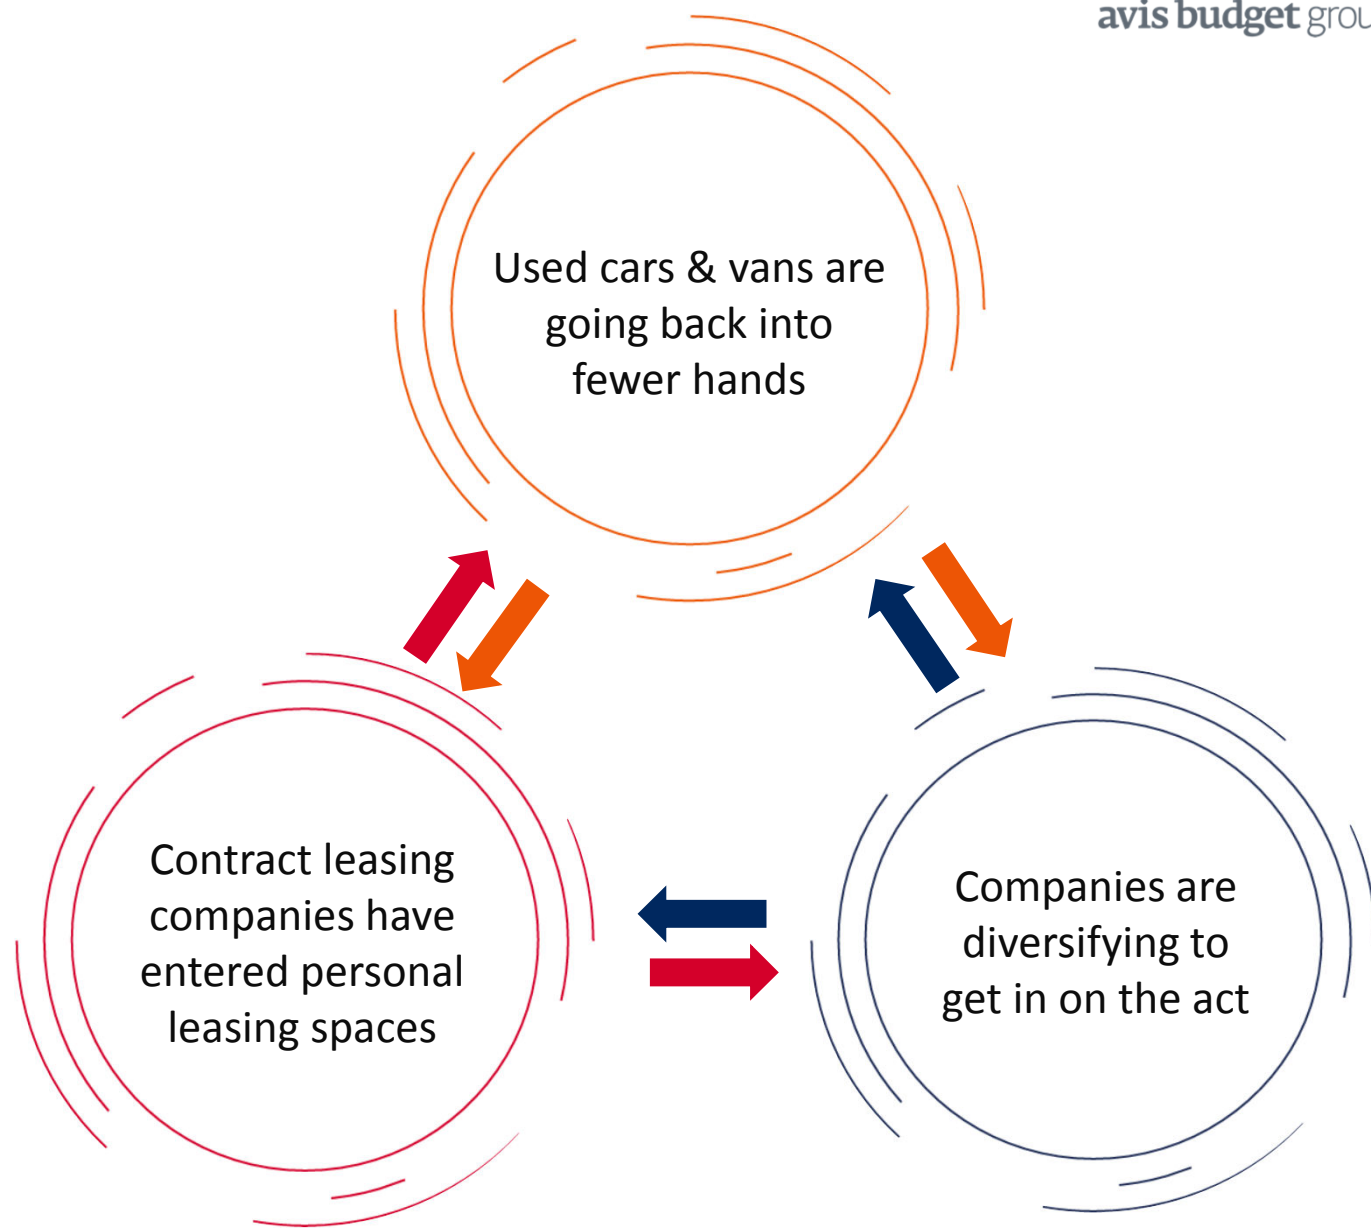 avis budget grou
Used cars & vans are
going back into
fewer hands
Contract leasing
companies have
entered personal
leasing spaces
Companies are
diversifying to
get in on the act